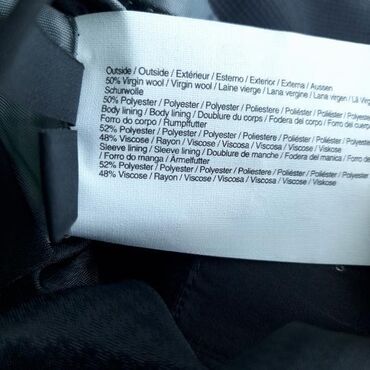 Outside / Outside / Extérieur / Esterno / Exterior / Externa / Aussen
50% Virgin wool / Virgin wool / Laine vierge / Lana vergine / Lana virgen / Lã Virg
Schurwolle
50% Polyester / Polyester / Polyester / Poliestere / Poliéster / Poliéster / Polyeste
Body lining / Body lining / Doublure du corps / Fodera del corpo / Forro del cuerp
Forro do corpo / Rumpffutter
52% Polyester / Polyester / Polyester / Poliestere / Poliéster / Poliéster / Polyester
48% Viscose / Rayon / Viscose / Viscosa / Viscosa / Viscose / Viskose
Sleeve lining / Sleeve lining / Doublure de manche / Fodera del manica / Forro de m
/ Forro do manga / Ärmelfutter
52% Polyester / Polyester / Polyester / Poliestere / Poliéster / Poliéster / Polyester
48% Viscose / Rayon / Viscose / Viscosa / Viscosa / Viscose / Viskose